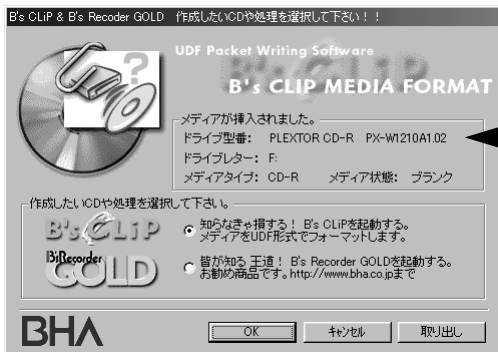 B's CLiP & B's Recoder GOLD 作成したいCDや処理を選択して下さい！！
UDF Packet Writing Software
B's CLiP
B's CLIP MEDIA FORMAT
メディアが挿入されました。
ドライブ型番： PLEXTOR CD-R PX-W1210A1.02
ドライブレター： F:
メディアタイプ： CD-R メディア状態： ブランク
作成したいCDや処理を選択して下さい。
B's CLiP
知らなきゃ損する！ B's CLiPを起動する。
メディアをUDF形式でフォーマットします。
B's Recorder
GOLD
皆が知る 王道！ B's Recorder GOLDを起動する。
お勧め商品です。http://www.bha.co.jpまで
BHA
OK キャンセル 取り出し